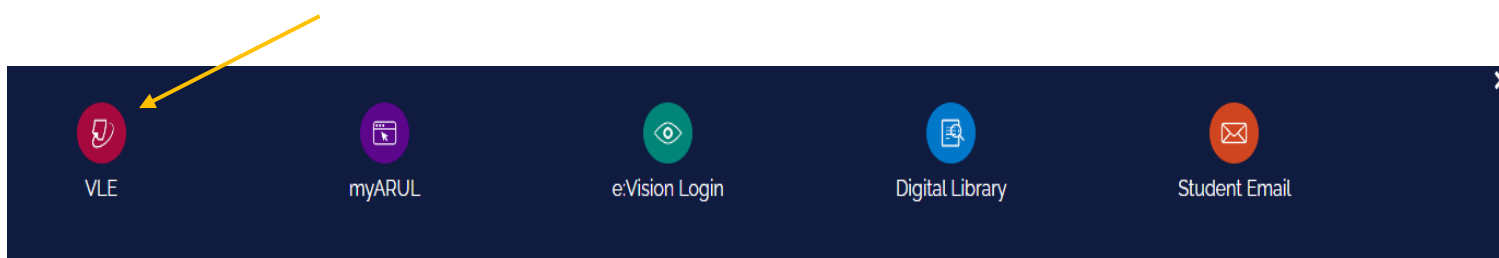 VLE
myARUL
e:Vision Login
Digital Library
Student Email